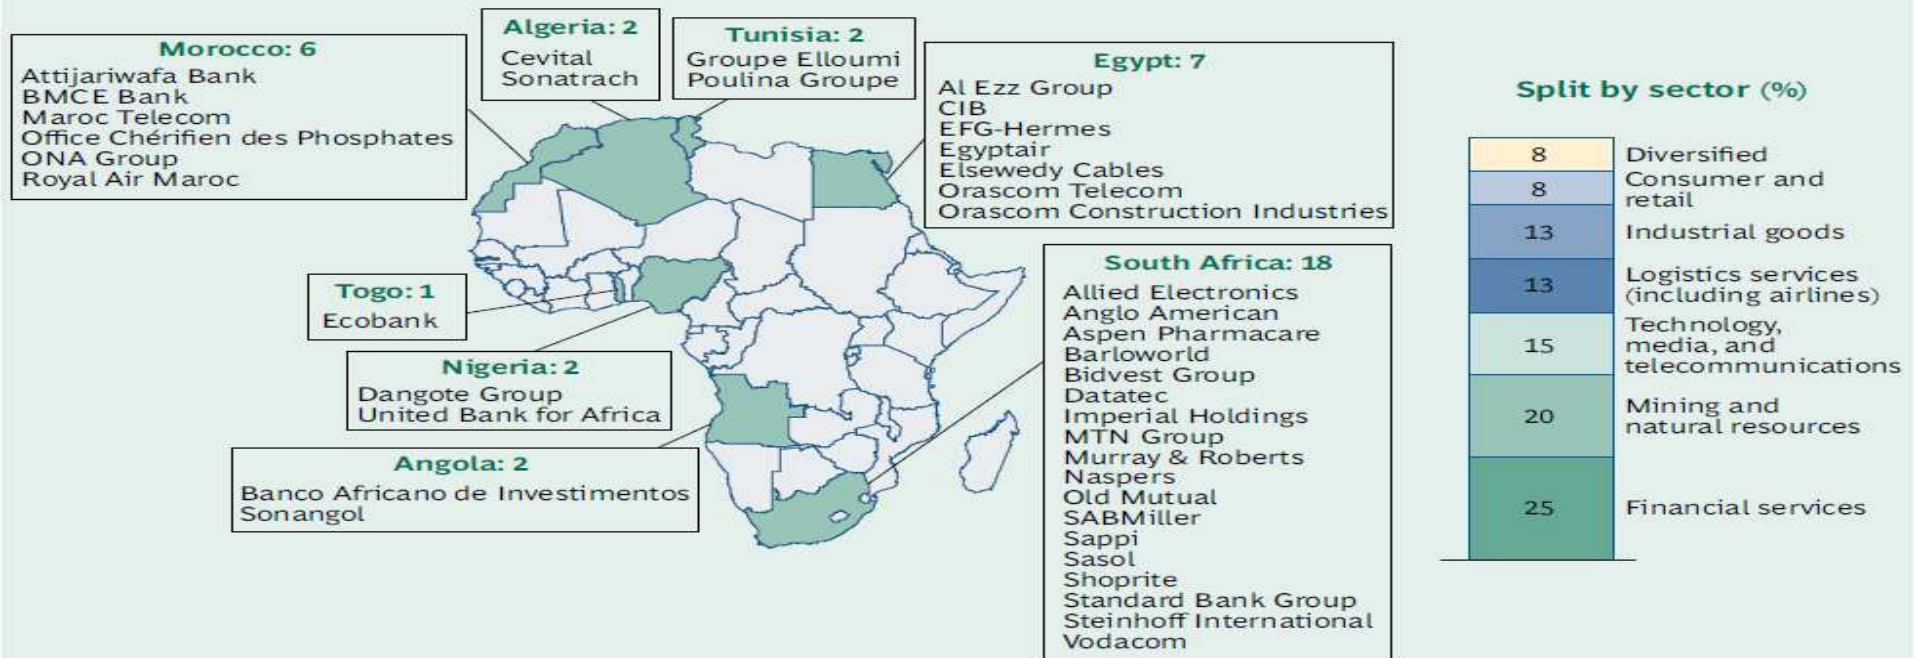 Morocco: 6
Attijariwafa Bank
BMCE Bank
Maroc Telecom
Office Chérifien des Phosphates
ONA Group
Royal Air Maroc
Algeria: 2
Cevital
Sonatrach
Tunisia: 2
Groupe Elloumi
Poulina Groupe
Egypt: 7
Al Ezz Group
CIB
EFG-Hermes
Egyptair
Elsewedy Cables
Orascom Telecom
Orascom Construction Industries
Togo: 1
Ecobank
Nigeria: 2
Dangote Group
United Bank for Africa
Angola: 2
Banco Africano de Investimentos
Sonangol
South Africa: 18
Allied Electronics
Anglo American
Aspen Pharmacare
Barloworld
Bidvest Group
Datatec
Imperial Holdings
MTN Group
Murray & Roberts
Naspers
Old Mutual
SABMiller
Sappi
Sasol
Shoprite
Standard Bank Group
Steinhoff International
Vodacom
Split by sector (%)
8 Diversified
8 Consumer and
retail
13 Industrial goods
13 Logistics services
(including airlines)
Technology,
15 media, and
telecommunications
20 Mining and
natural resources
25 Financial services